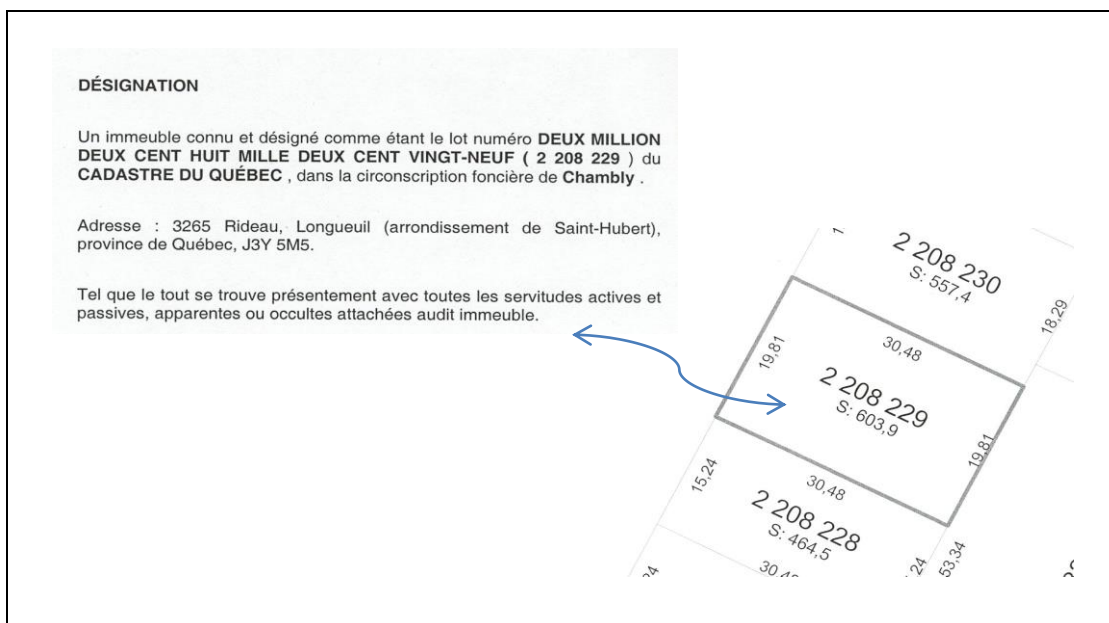 DÉSIGNATION
Un immeuble connu et désigné comme étant le lot numéro DEUX MILLION
DEUX CENT HUIT MILLE DEUX CENT VINGT-NEUF ( 2 208 229 ) du
CADASTRE DU QUÉBEC , dans la circonscription foncière de Chambly .
Adresse : 3265 Rideau, Longueuil (arrondissement de Saint-Hubert),
province de Québec, J3Y 5M5.
Tel que le tout se trouve présentement avec toutes les servitudes actives et
passives, apparentes ou occultes attachées audit immeuble.
2 208 230
S: 557,4
18,29
30,48
19,81
2 208 229
S: 603,9
19,81
15,24
30,48
2 208 228
S: 464,5
53,34